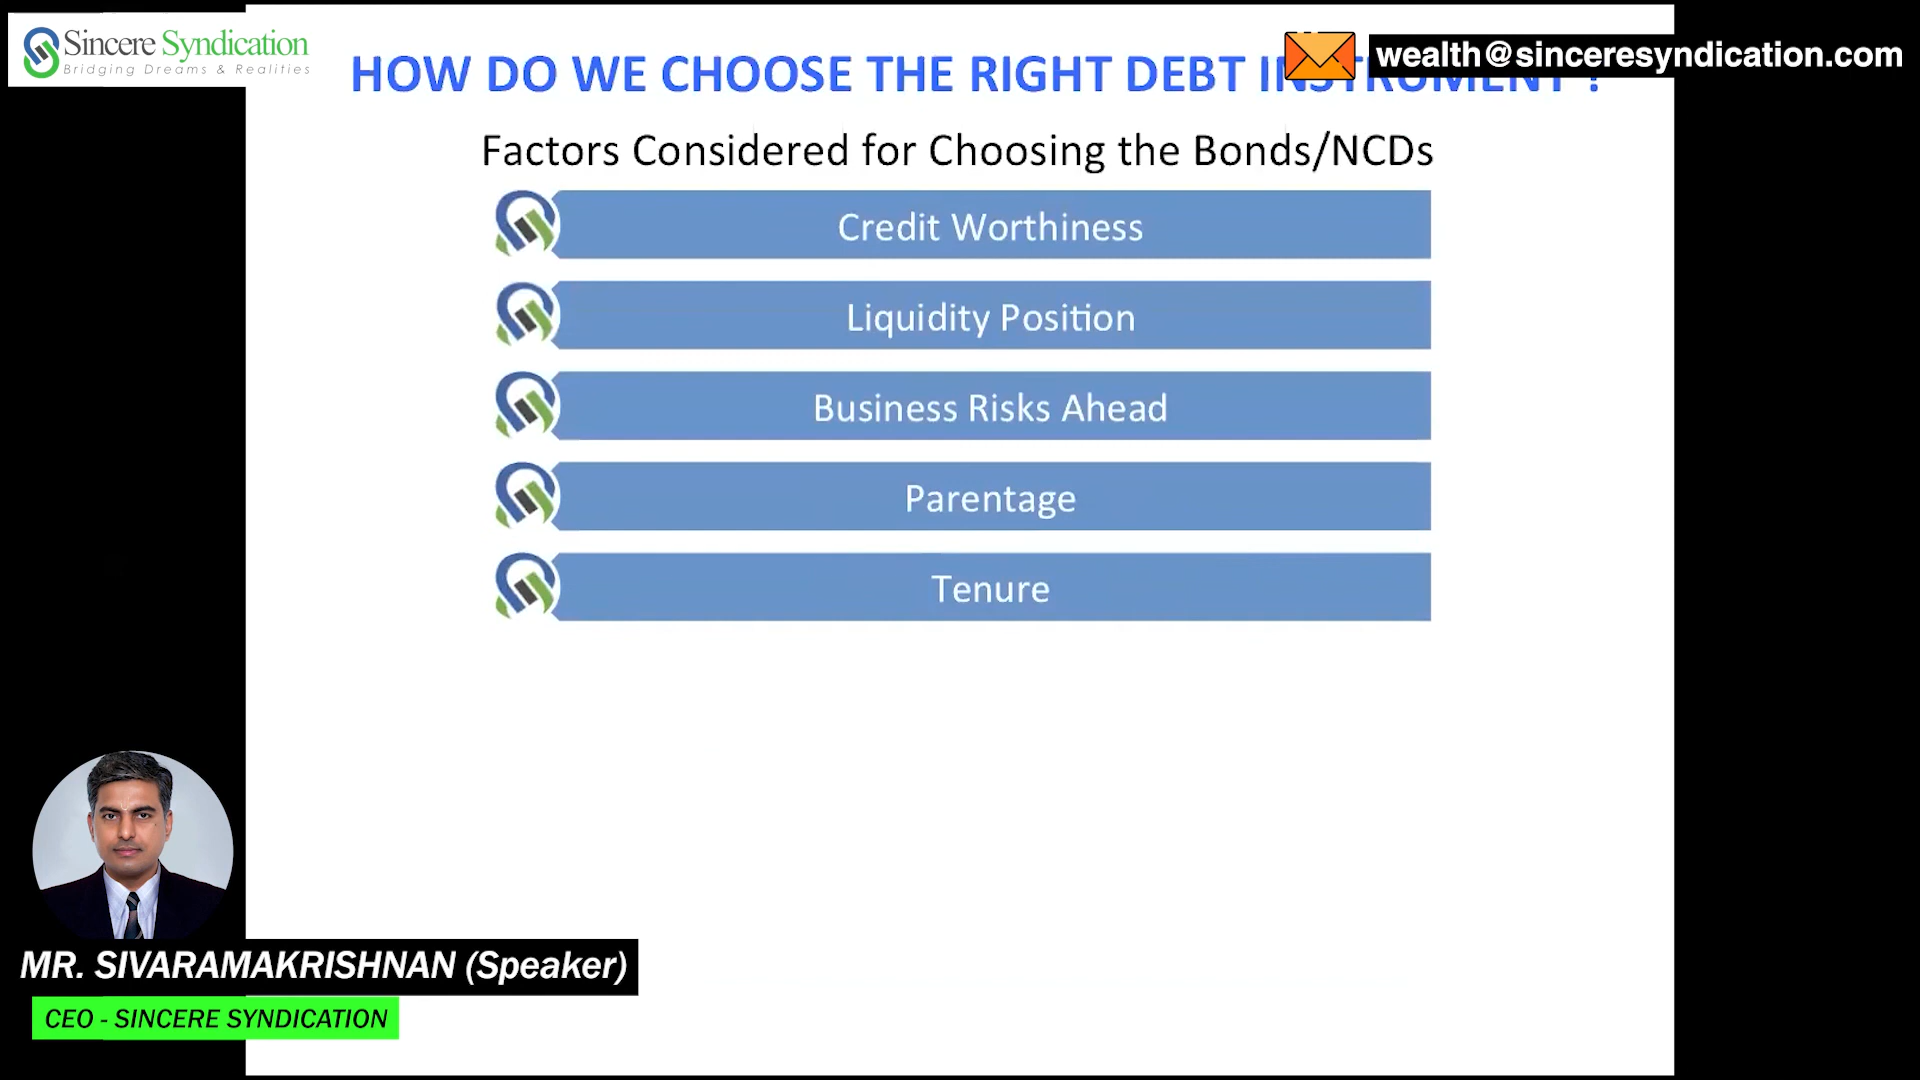 Sincere Syndication
Bridging Dreams & Realities
wealth@sinceresyndication.com
HOW DO WE CHOOSE THE RIGHT DEBT INSTRUMENT ?
Factors Considered for Choosing the Bonds/NCDs
Credit Worthiness
Liquidity Position
Business Risks Ahead
Parentage
Tenure
MR. SIVARAMAKRISHNAN (Speaker)
CEO - SINCERE SYNDICATION